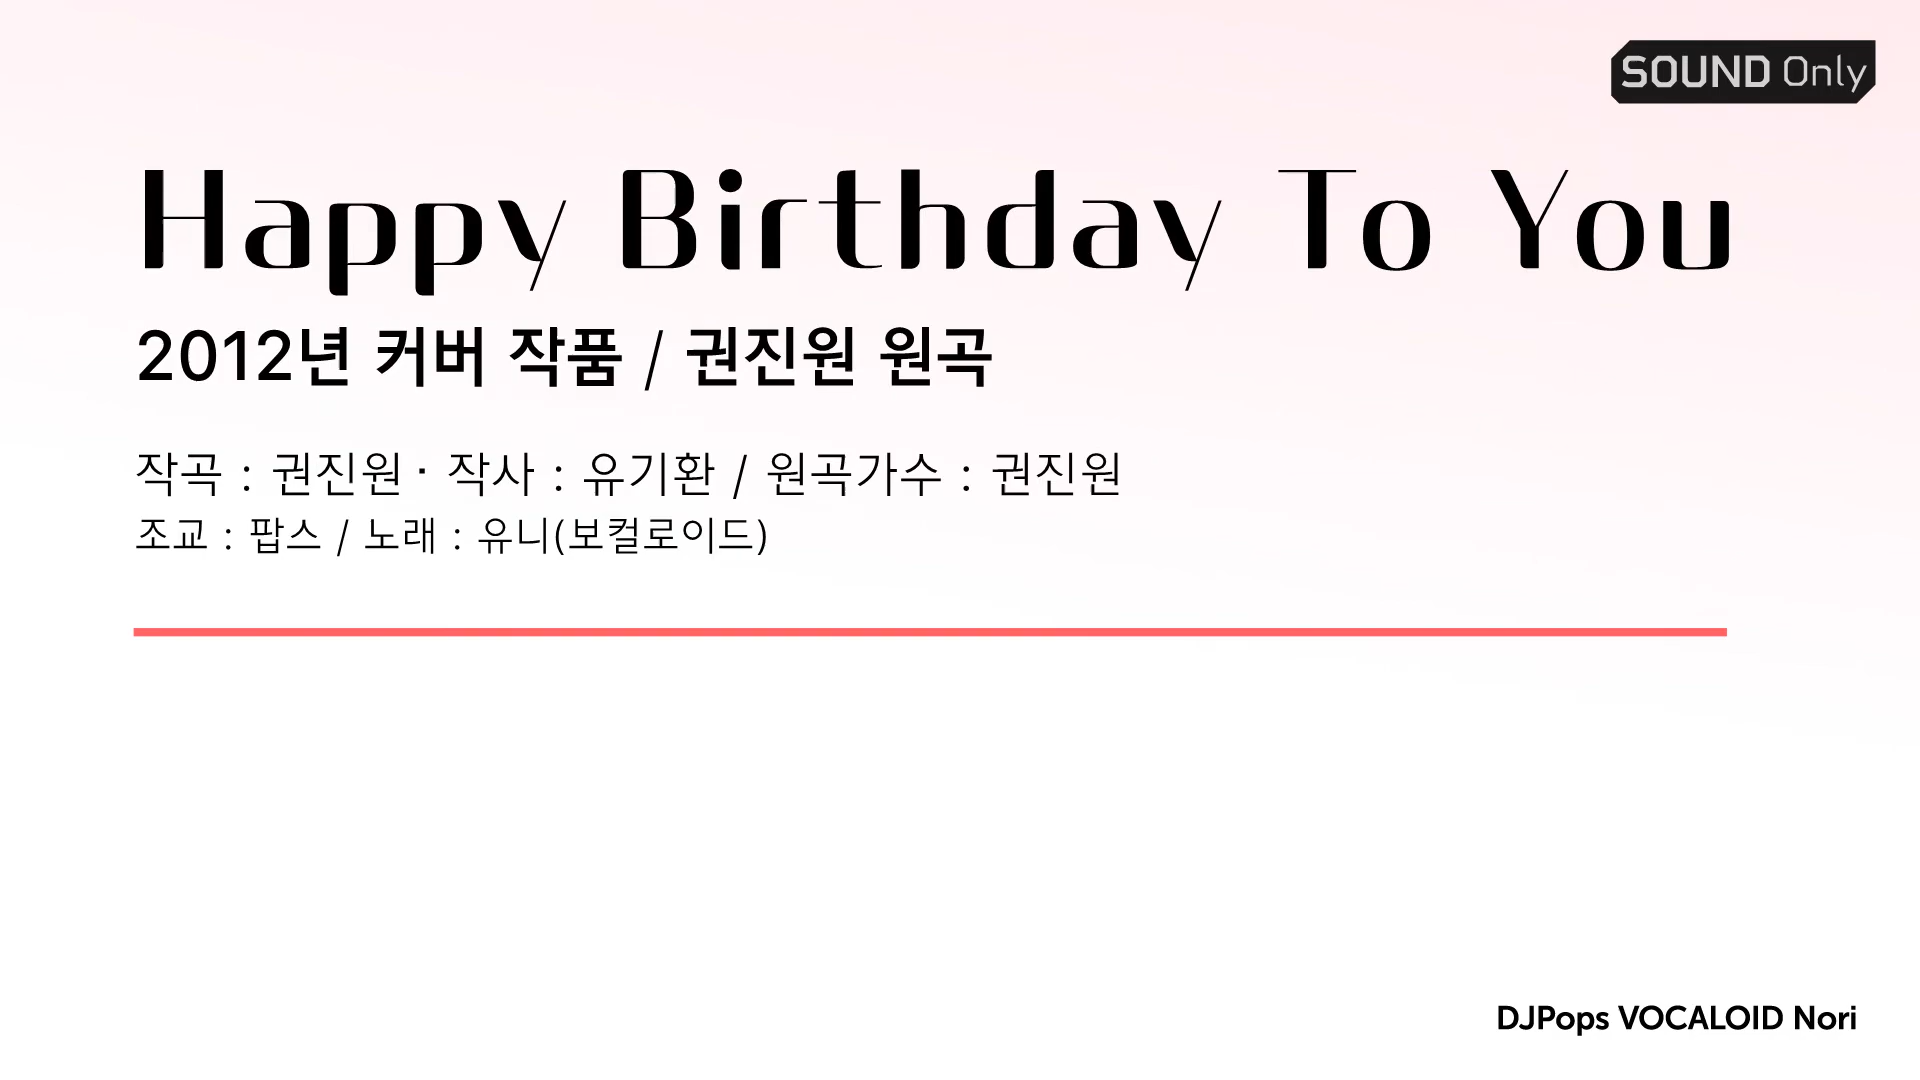 SOUND Only
Happy Birthday To You
2012년 커버 작품 / 권진원 원곡
작곡 : 권진원 · 작사 : 유기환 / 원곡가수 : 권진원
조교 : 팝스 / 노래 : 유니(보컬로이드)
DJPops VOCALOID Nori